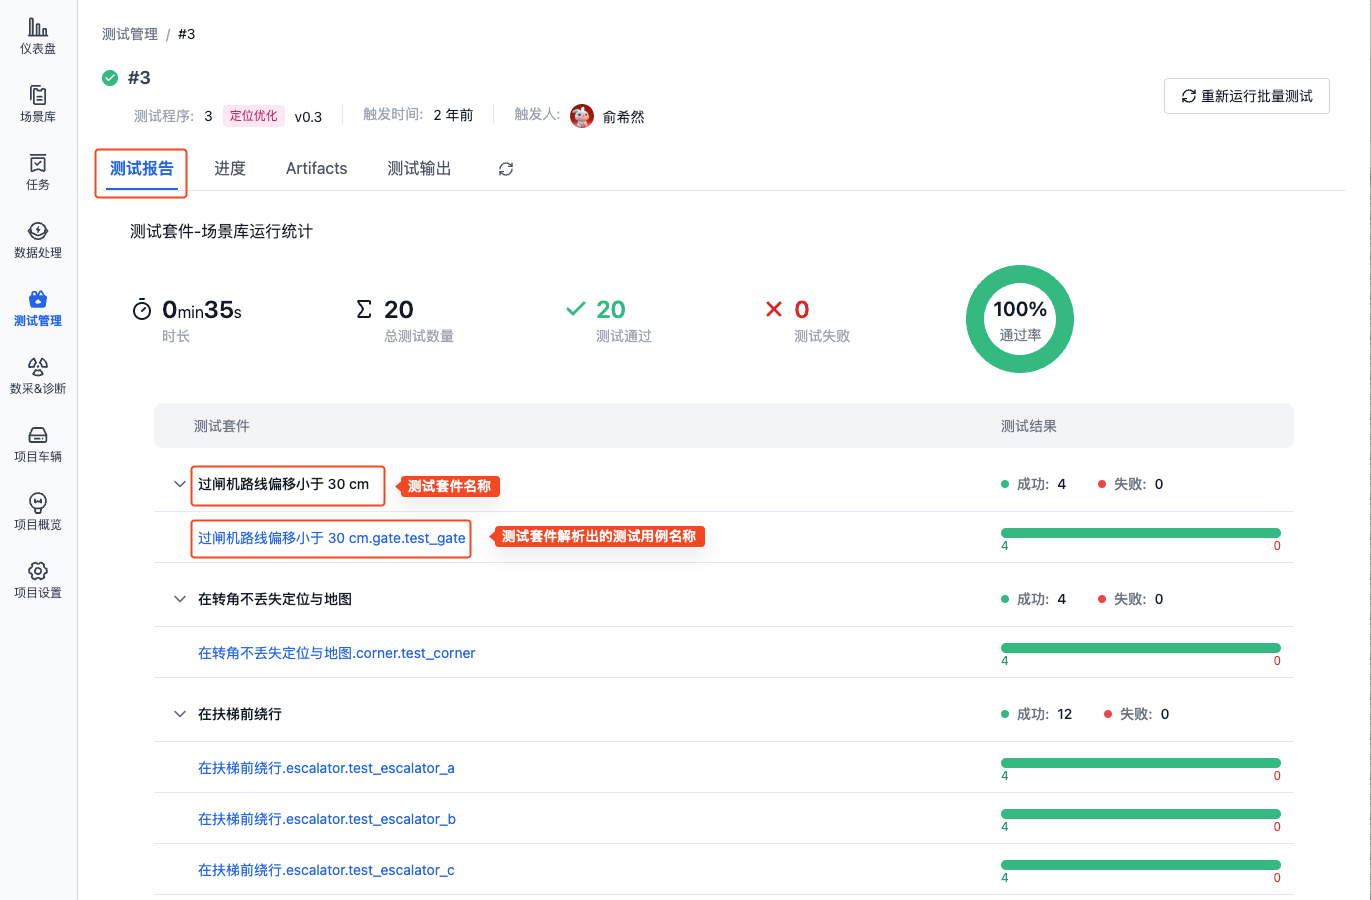 仪表盘
场景库
任务
数据处理
测试管理
数采&诊断
项目车辆
项目概览
项目设置
测试管理 / #3
#3
测试程序: 3 定位优化 v0.3 触发时间: 2 年前 触发人: 俞希然
重新运行批量测试
测试报告 进度 Artifacts 测试输出
测试套件-场景库运行统计
0min35s
时长
20
总测试数量
20
测试通过
0
测试失败
100%
通过率
测试套件 测试结果
过闸机路线偏移小于 30 cm 测试套件名称 成功: 4 失败: 0
过闸机路线偏移小于 30 cm.gate.test_gate 测试套件解析出的测试用例名称
4 0
在转角不丢失定位与地图 成功: 4 失败: 0
在转角不丢失定位与地图.corner.test_corner
4 0
在扶梯前绕行 成功: 12 失败: 0
在扶梯前绕行.escalator.test_escalator_a
4 0
在扶梯前绕行.escalator.test_escalator_b
4 0
在扶梯前绕行.escalator.test_escalator_c
4 0